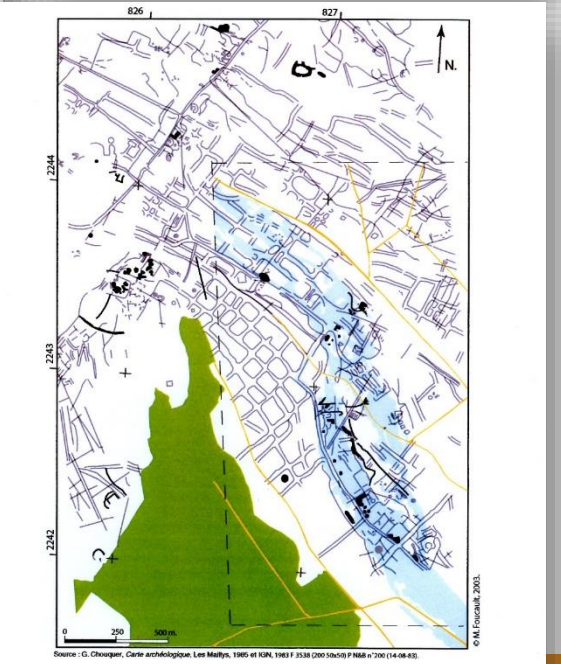 826 827
N.
2244
2243
2242
0 250 500 m.
© M. Foucault, 2003.
Source : G. Chouquer, Carte archéologique. Les Maillys, 1985 et IGN, 1983 F 3538 (200 50x50) P N&B n°200 (14-08-83).